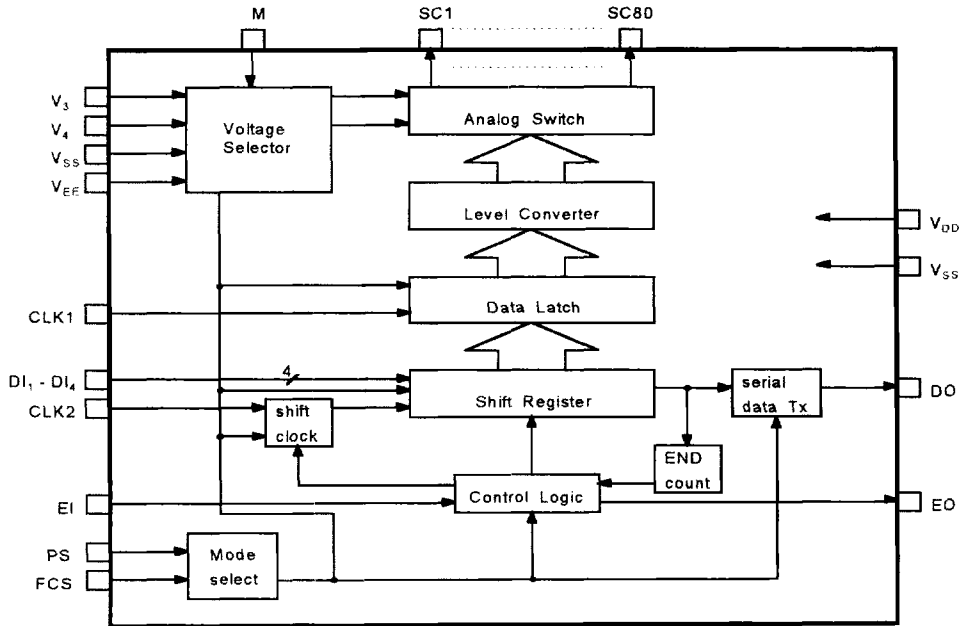 M
SC1
SC80
V3
V4
VSS
VEE
Voltage
Selector
Analog Switch
Level Converter
VDD
VSS
Data Latch
CLK1
DI1 - DI4
4
CLK2
shift
clock
Shift Register
serial
data Tx
DO
END
count
EI
Control Logic
EO
PS
FCS
Mode
select